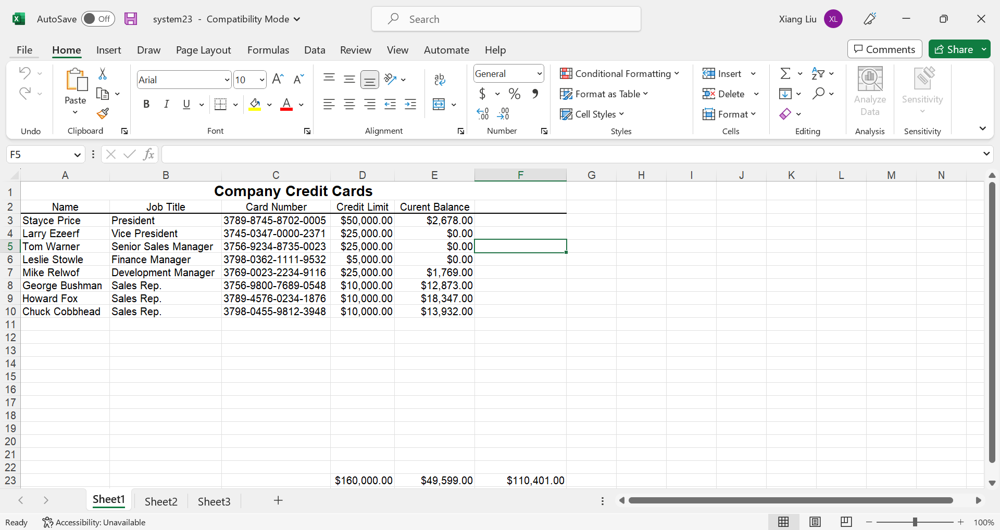 AutoSave Off system23 - Compatibility Mode Search Xiang Liu XL
File Home Insert Draw Page Layout Formulas Data Review View Automate Help Comments Share
Paste Arial 10 A A ab General Conditional Formatting Insert Σ A Z Analyze Data Sensitivity
B I U A $ % , Format as Table Delete
.0 .00 .00 .0 Cell Styles Format
Undo Clipboard Font Alignment Number Styles Cells Editing Analysis Sensitivity
F5 fx
A B C D E F G H I J K L M N
1 Company Credit Cards
2 Name Job Title Card Number Credit Limit Curent Balance
3 Stayce Price President 3789-8745-8702-0005 $50,000.00 $2,678.00
4 Larry Ezeerf Vice President 3745-0347-0000-2371 $25,000.00 $0.00
5 Tom Warner Senior Sales Manager 3756-9234-8735-0023 $25,000.00 $0.00
6 Leslie Stowle Finance Manager 3798-0362-1111-9532 $5,000.00 $0.00
7 Mike Relwof Development Manager 3769-0023-2234-9116 $25,000.00 $1,769.00
8 George Bushman Sales Rep. 3756-9800-7689-0548 $10,000.00 $12,873.00
9 Howard Fox Sales Rep. 3789-4576-0234-1876 $10,000.00 $18,347.00
10 Chuck Cobbhead Sales Rep. 3798-0455-9812-3948 $10,000.00 $13,932.00
11
12
13
14
15
16
17
18
19
20
21
22
23 $160,000.00 $49,599.00 $110,401.00
Sheet1 Sheet2 Sheet3
Ready Accessibility: Unavailable 100%